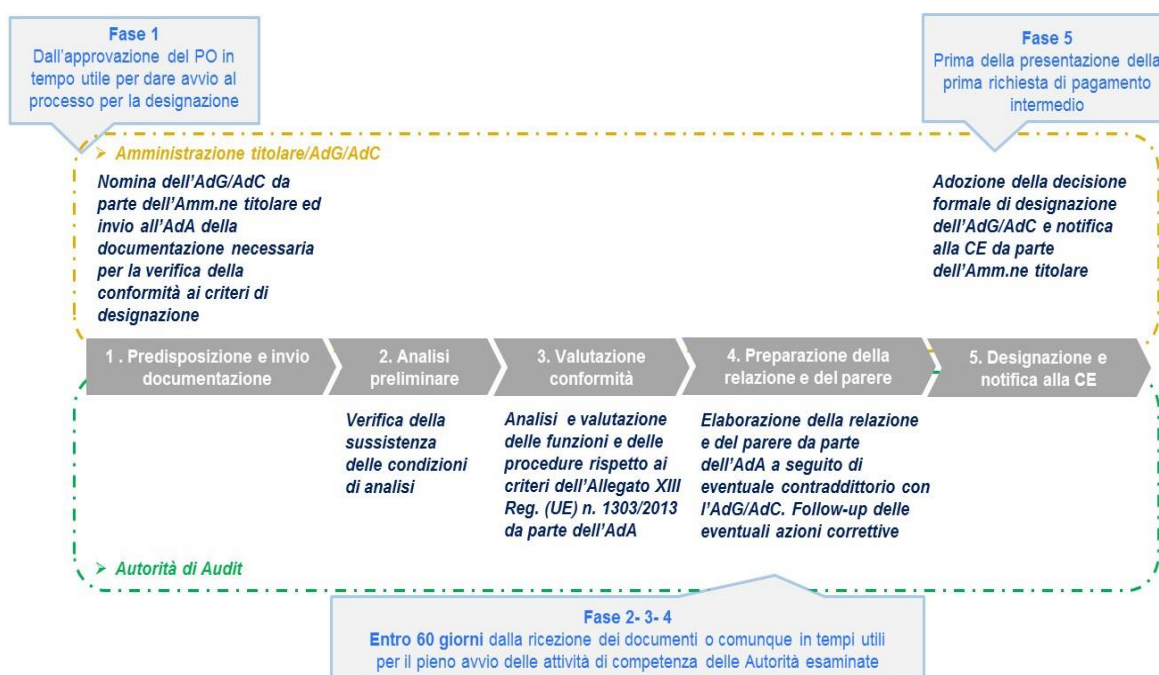 Fase 1
Dall'approvazione del PO in
tempo utile per dare avvio al
processo per la designazione
Fase 5
Prima della presentazione della
prima richiesta di pagamento
intermedio
➢ Amministrazione titolare/AdG/AdC
Nomina dell'AdG/AdC da
parte dell'Amm.ne titolare ed
invio all'AdA della
documentazione necessaria
per la verifica della
conformità ai criteri di
designazione
Adozione della decisione
formale di designazione
dell'AdG/AdC e notifica
alla CE da parte
dell'Amm.ne titolare
1 . Predisposizione e invio
documentazione
2. Analisi
preliminare
3. Valutazione
conformità
4. Preparazione della
relazione e del parere
5. Designazione e
notifica alla CE
Verifica della
sussistenza
delle condizioni
di analisi
Analisi e valutazione
delle funzioni e delle
procedure rispetto ai
criteri dell'Allegato XIII
Reg. (UE) n. 1303/2013
da parte dell'AdA
Elaborazione della relazione
e del parere da parte
dell'AdA a seguito di
eventuale contraddittorio con
l'AdG/AdC. Follow-up delle
eventuali azioni correttive
➢ Autorità di Audit
Fase 2- 3- 4
Entro 60 giorni dalla ricezione dei documenti o comunque in tempi utili
per il pieno avvio delle attività di competenza delle Autorità esaminate